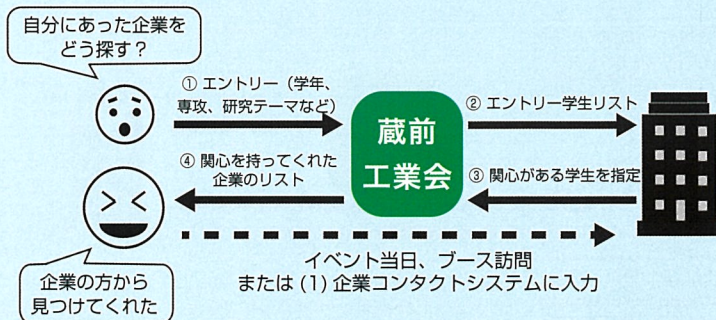 自分にあった企業を
どう探す？
① エントリー（学年、
専攻、研究テーマなど）
② エントリー学生リスト
蔵前
工業会
④ 関心を持ってくれた
企業のリスト
③ 関心がある学生を指定
イベント当日、ブース訪問
または (1) 企業コンタクトシステムに入力
企業の方から
見つけてくれた